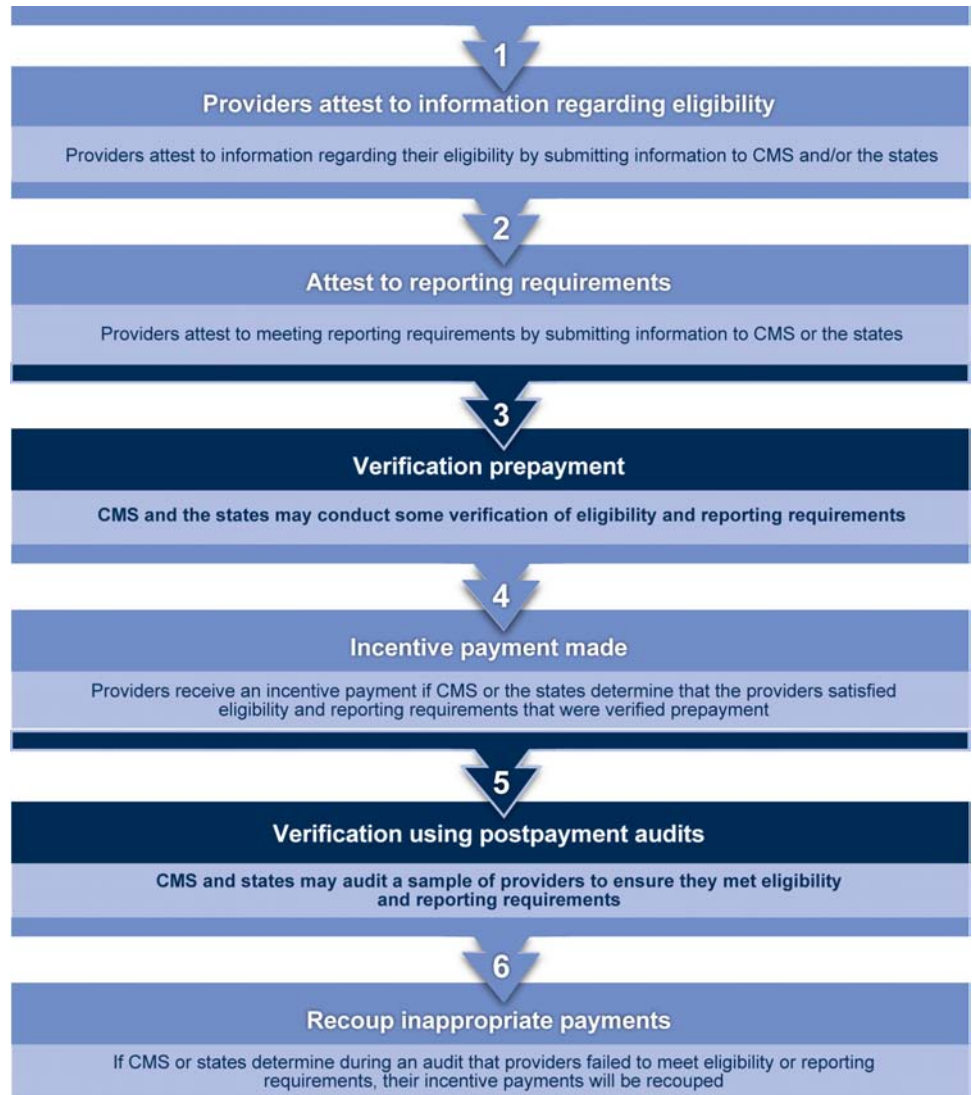 1
Providers attest to information regarding eligibility
Providers attest to information regarding their eligibility by submitting information to CMS and/or the states
2
Attest to reporting requirements
Providers attest to meeting reporting requirements by submitting information to CMS or the states
3
Verification prepayment
CMS and the states may conduct some verification of eligibility and reporting requirements
4
Incentive payment made
Providers receive an incentive payment if CMS or the states determine that the providers satisfied
eligibility and reporting requirements that were verified prepayment
5
Verification using postpayment audits
CMS and states may audit a sample of providers to ensure they met eligibility
and reporting requirements
6
Recoup inappropriate payments
If CMS or states determine during an audit that providers failed to meet eligibility or reporting
requirements, their incentive payments will be recouped